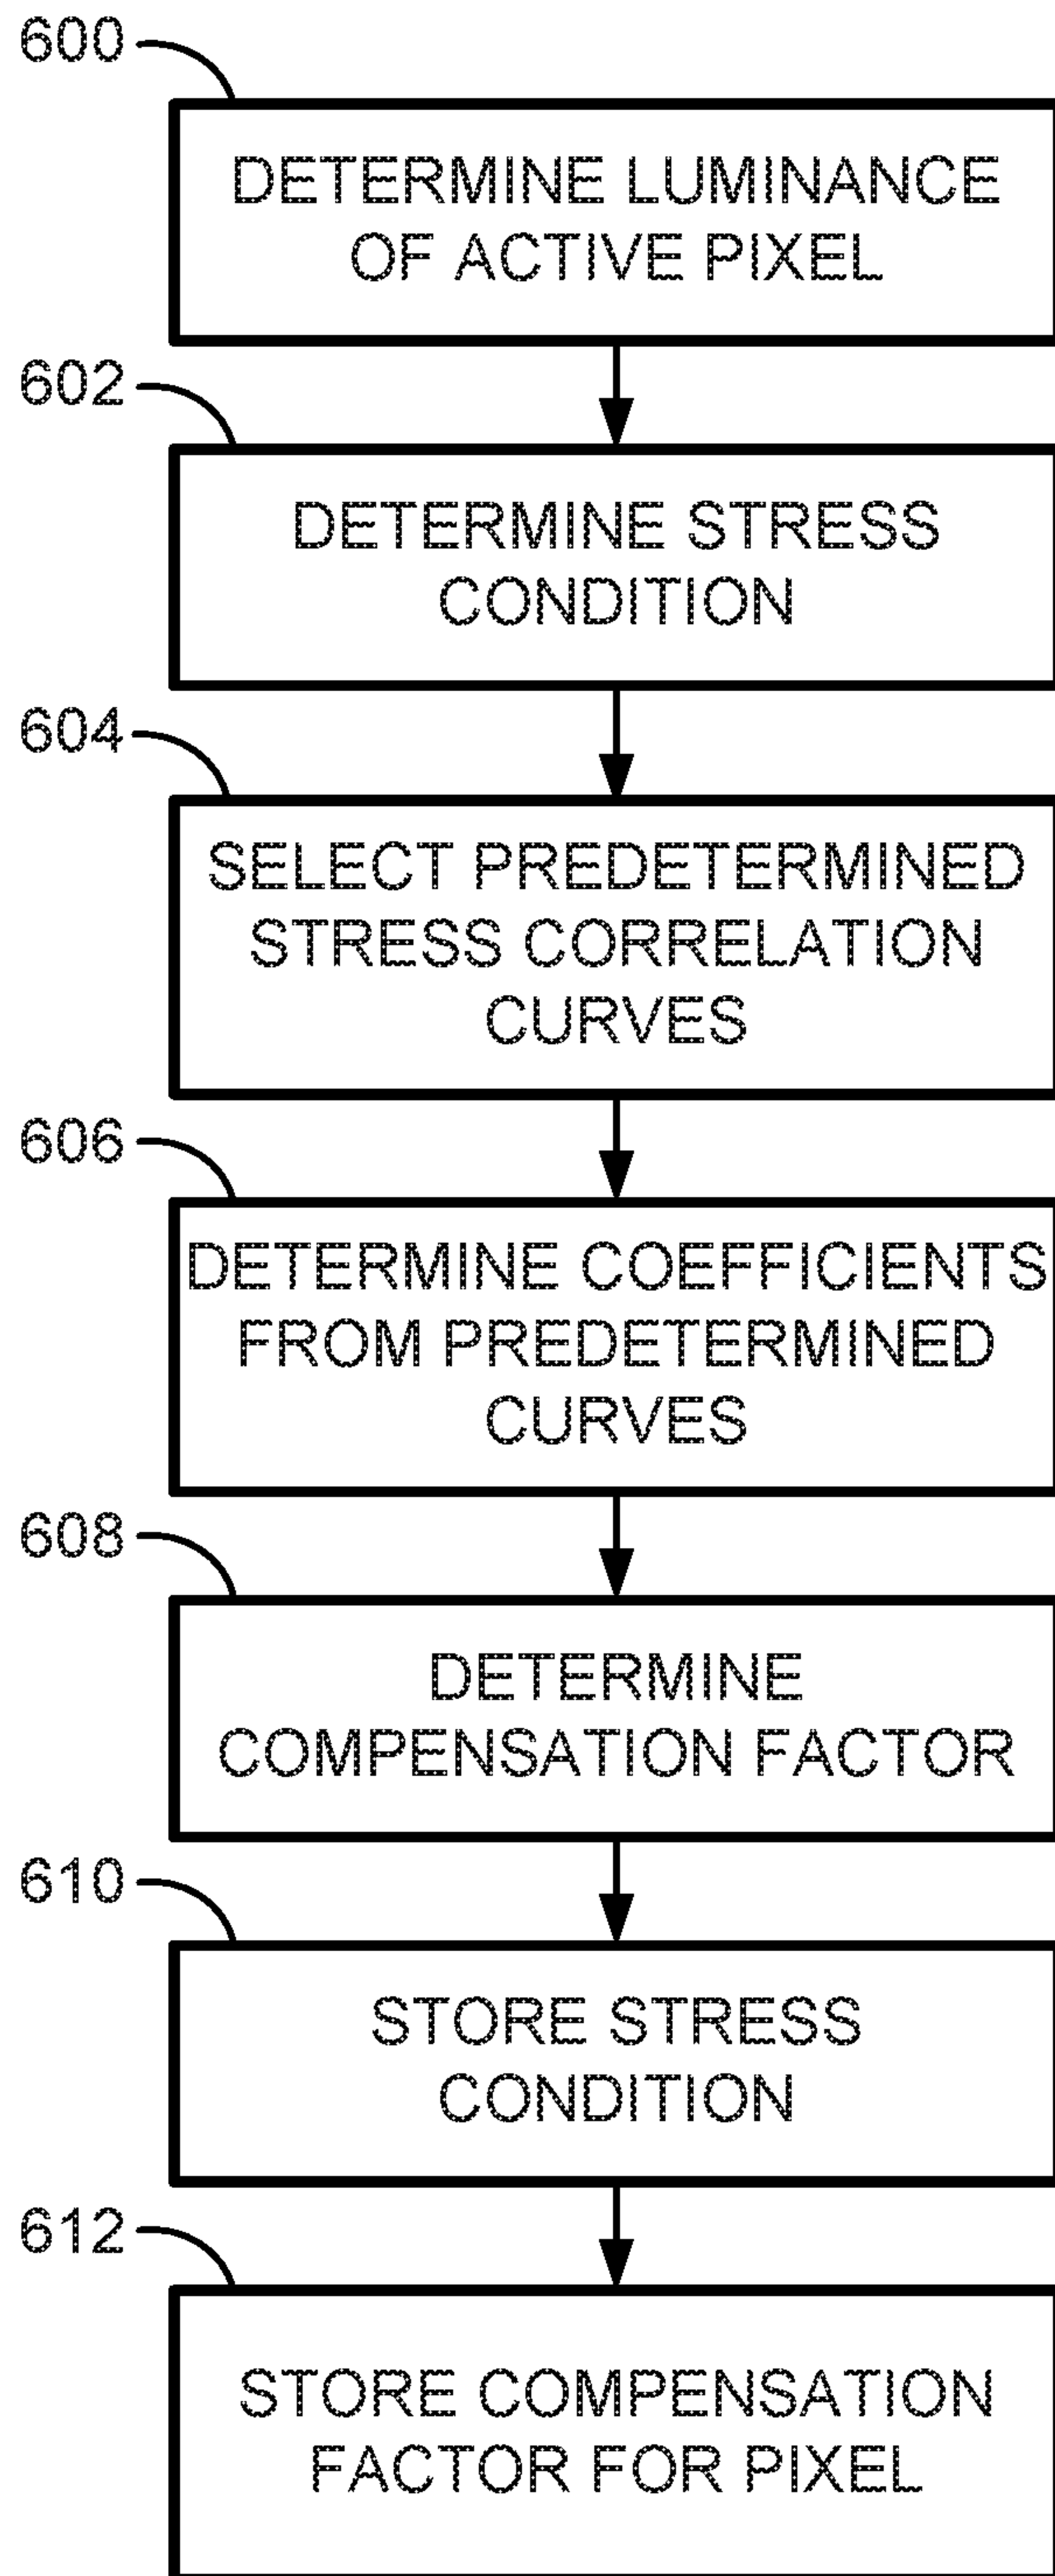 600
DETERMINE LUMINANCE
OF ACTIVE PIXEL
602
DETERMINE STRESS
CONDITION
604
SELECT PREDETERMINED
STRESS CORRELATION
CURVES
606
DETERMINE COEFFICIENTS
FROM PREDETERMINED
CURVES
608
DETERMINE
COMPENSATION FACTOR
610
STORE STRESS
CONDITION
612
STORE COMPENSATION
FACTOR FOR PIXEL